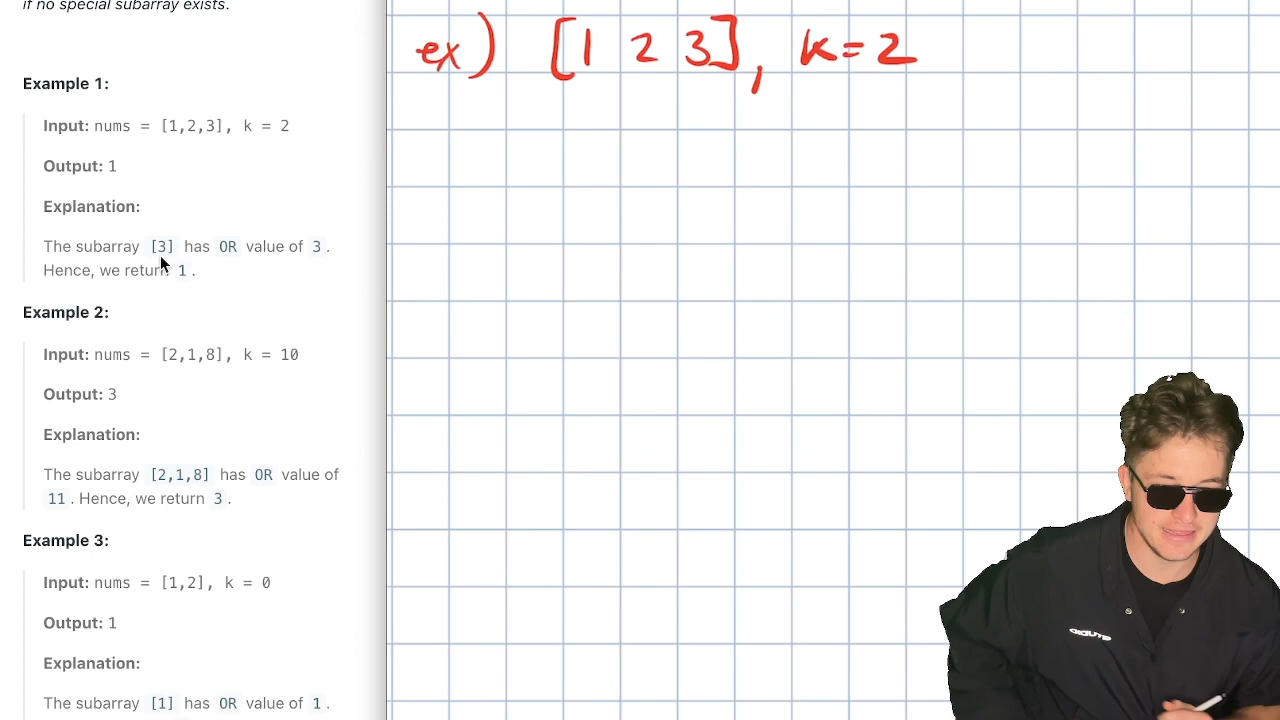 if no special subarray exists.
Example 1:
Input: nums = [1,2,3], k = 2
Output: 1
Explanation:
The subarray [3] has OR value of 3.
Hence, we return 1.
Example 2:
Input: nums = [2,1,8], k = 10
Output: 3
Explanation:
The subarray [2,1,8] has OR value of
11. Hence, we return 3.
Example 3:
Input: nums = [1,2], k = 0
Output: 1
Explanation:
The subarray [1] has OR value of 1.
ex) [1 2 3], k=2